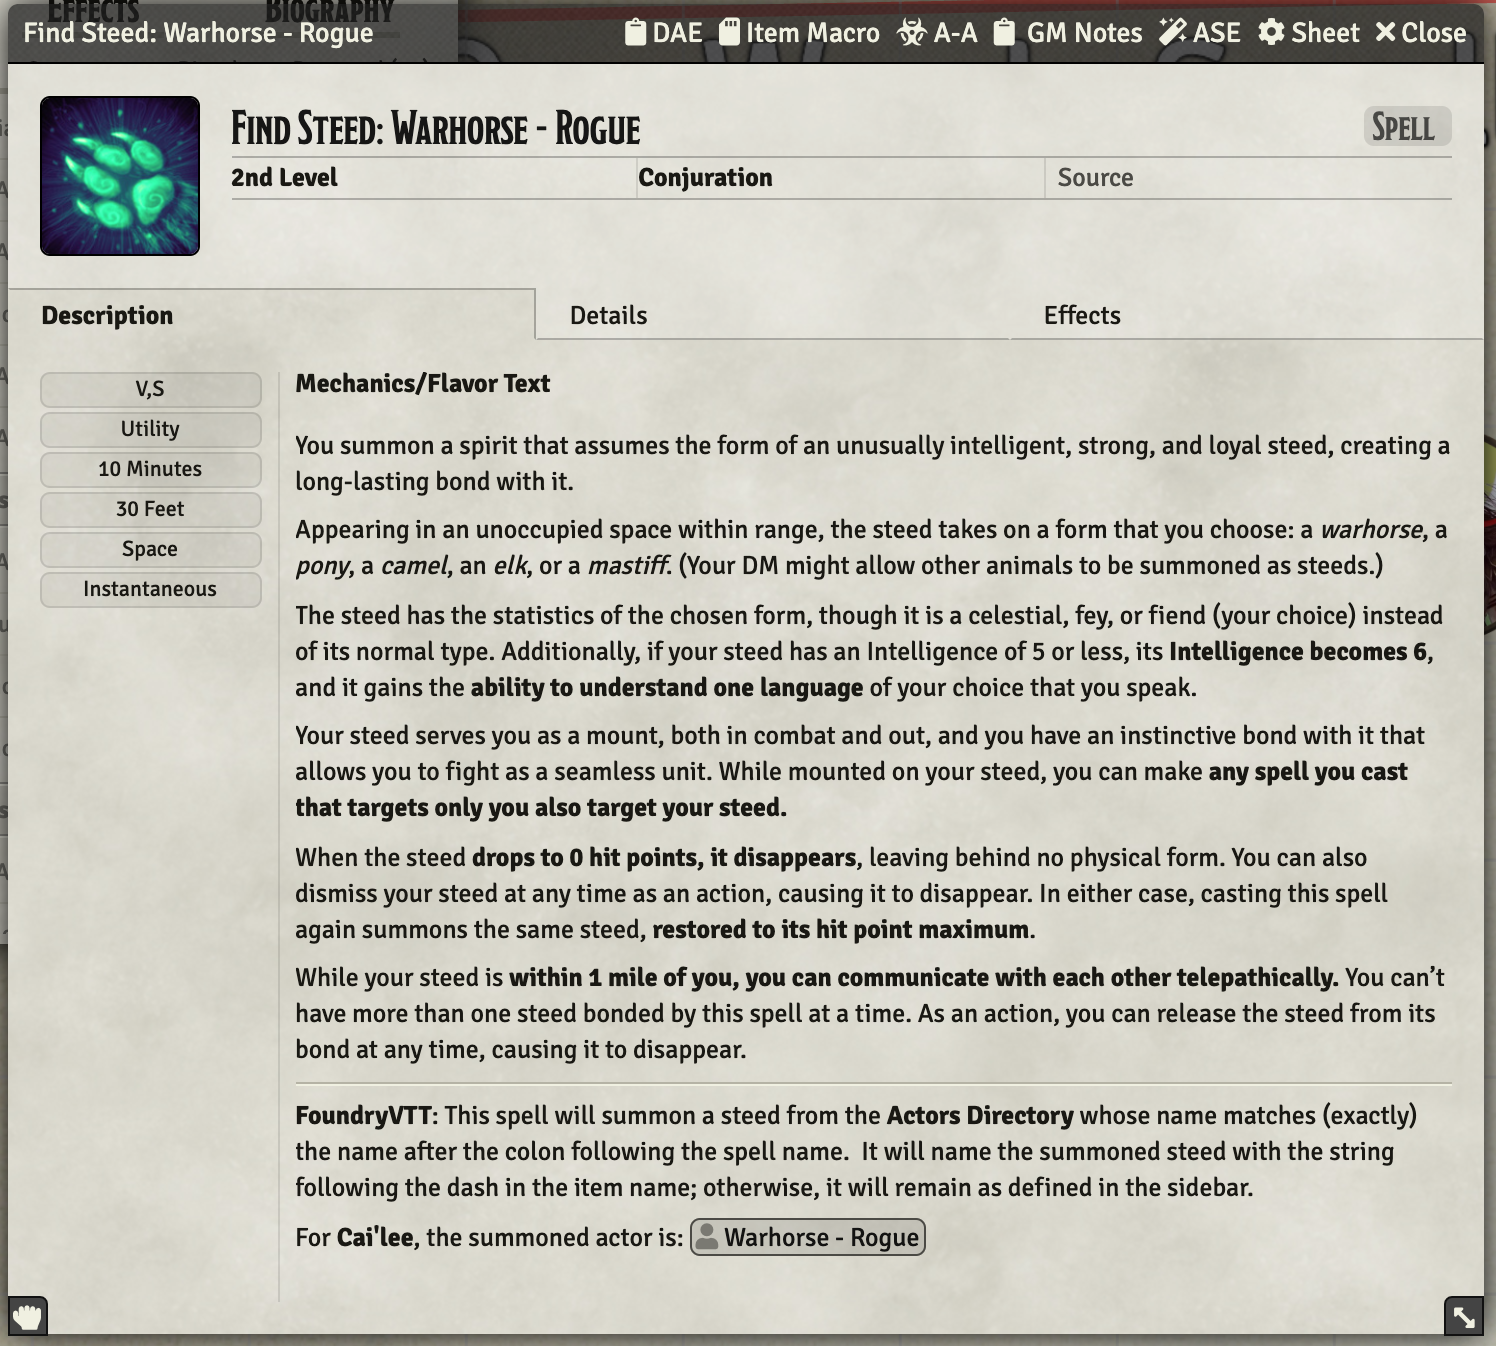 EFFECTS BIOGRAPHY
Find Steed: Warhorse - Rogue DAE Item Macro A-A GM Notes ASE Sheet Close
Find Steed: Warhorse - Rogue Spell
2nd Level Conjuration Source
Description Details Effects
V,S
Utility
10 Minutes
30 Feet
Space
Instantaneous
Mechanics/Flavor Text
You summon a spirit that assumes the form of an unusually intelligent, strong, and loyal steed, creating a
long-lasting bond with it.
Appearing in an unoccupied space within range, the steed takes on a form that you choose: a warhorse, a
pony, a camel, an elk, or a mastiff. (Your DM might allow other animals to be summoned as steeds.)
The steed has the statistics of the chosen form, though it is a celestial, fey, or fiend (your choice) instead
of its normal type. Additionally, if your steed has an Intelligence of 5 or less, its Intelligence becomes 6,
and it gains the ability to understand one language of your choice that you speak.
Your steed serves you as a mount, both in combat and out, and you have an instinctive bond with it that
allows you to fight as a seamless unit. While mounted on your steed, you can make any spell you cast
that targets only you also target your steed.
When the steed drops to 0 hit points, it disappears, leaving behind no physical form. You can also
dismiss your steed at any time as an action, causing it to disappear. In either case, casting this spell
again summons the same steed, restored to its hit point maximum.
While your steed is within 1 mile of you, you can communicate with each other telepathically. You can’t
have more than one steed bonded by this spell at a time. As an action, you can release the steed from its
bond at any time, causing it to disappear.
FoundryVTT: This spell will summon a steed from the Actors Directory whose name matches (exactly)
the name after the colon following the spell name. It will name the summoned steed with the string
following the dash in the item name; otherwise, it will remain as defined in the sidebar.
For Cai'lee, the summoned actor is: Warhorse - Rogue